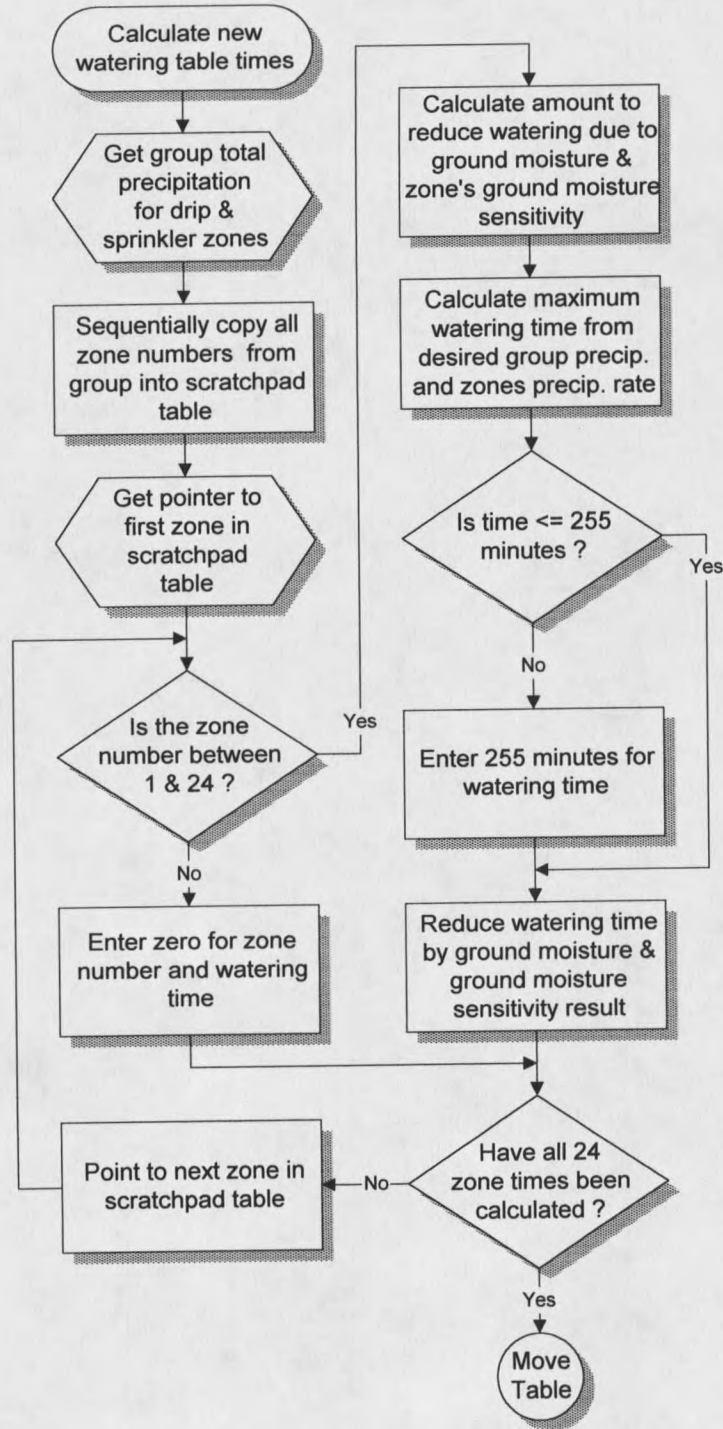 Calculate new
watering table times
Get group total
precipitation
for drip &
sprinkler zones
Sequentially copy all
zone numbers from
group into scratchpad
table
Get pointer to
first zone in
scratchpad
table
Is the zone
number between
1 & 24 ?
Yes
No
Enter zero for zone
number and watering
time
Calculate amount to
reduce watering due to
ground moisture &
zone's ground moisture
sensitivity
Calculate maximum
watering time from
desired group precip.
and zones precip. rate
Is time <= 255
minutes ?
Yes
No
Enter 255 minutes for
watering time
Reduce watering time
by ground moisture &
ground moisture
sensitivity result
Have all 24
zone times been
calculated ?
No
Point to next zone in
scratchpad table
Yes
Move
Table